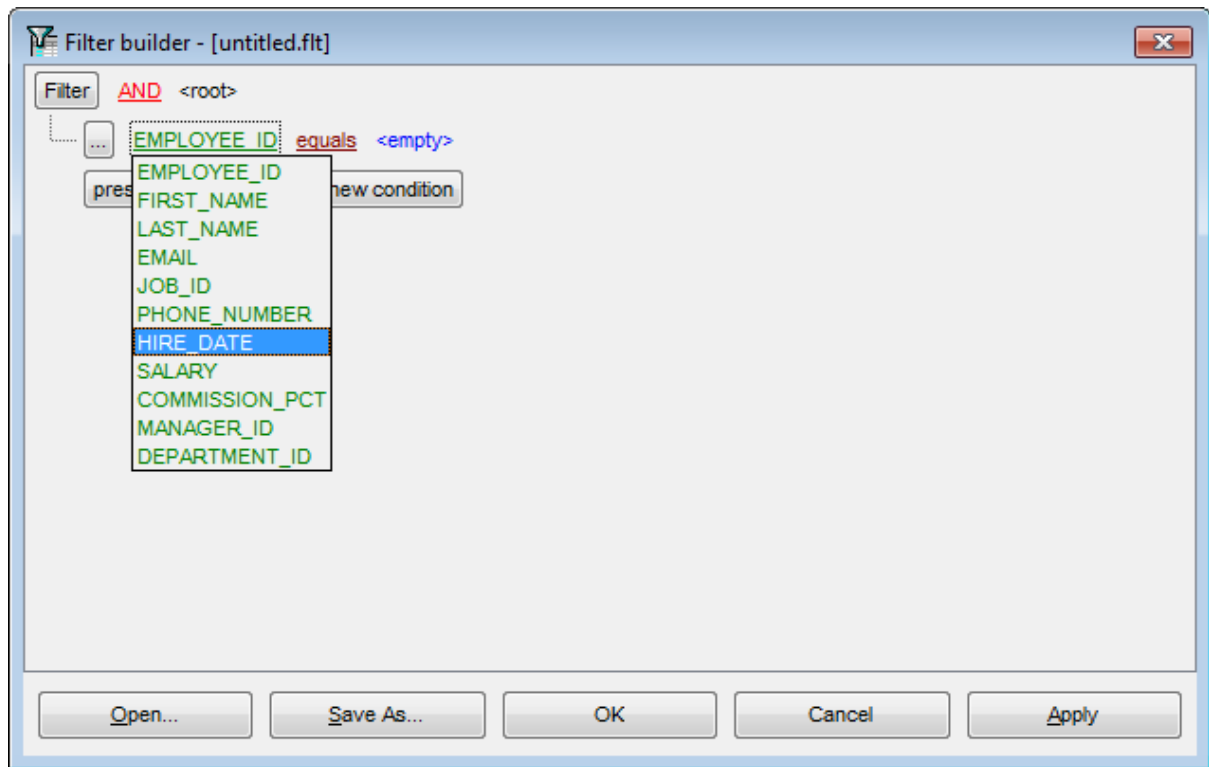 Filter builder - [untitled.flt]
Filter AND <root>
... EMPLOYEE_ID equals <empty>
EMPLOYEE_ID
pres new condition
FIRST_NAME
LAST_NAME
EMAIL
JOB_ID
PHONE_NUMBER
HIRE_DATE
SALARY
COMMISSION_PCT
MANAGER_ID
DEPARTMENT_ID
Open... Save As... OK Cancel Apply